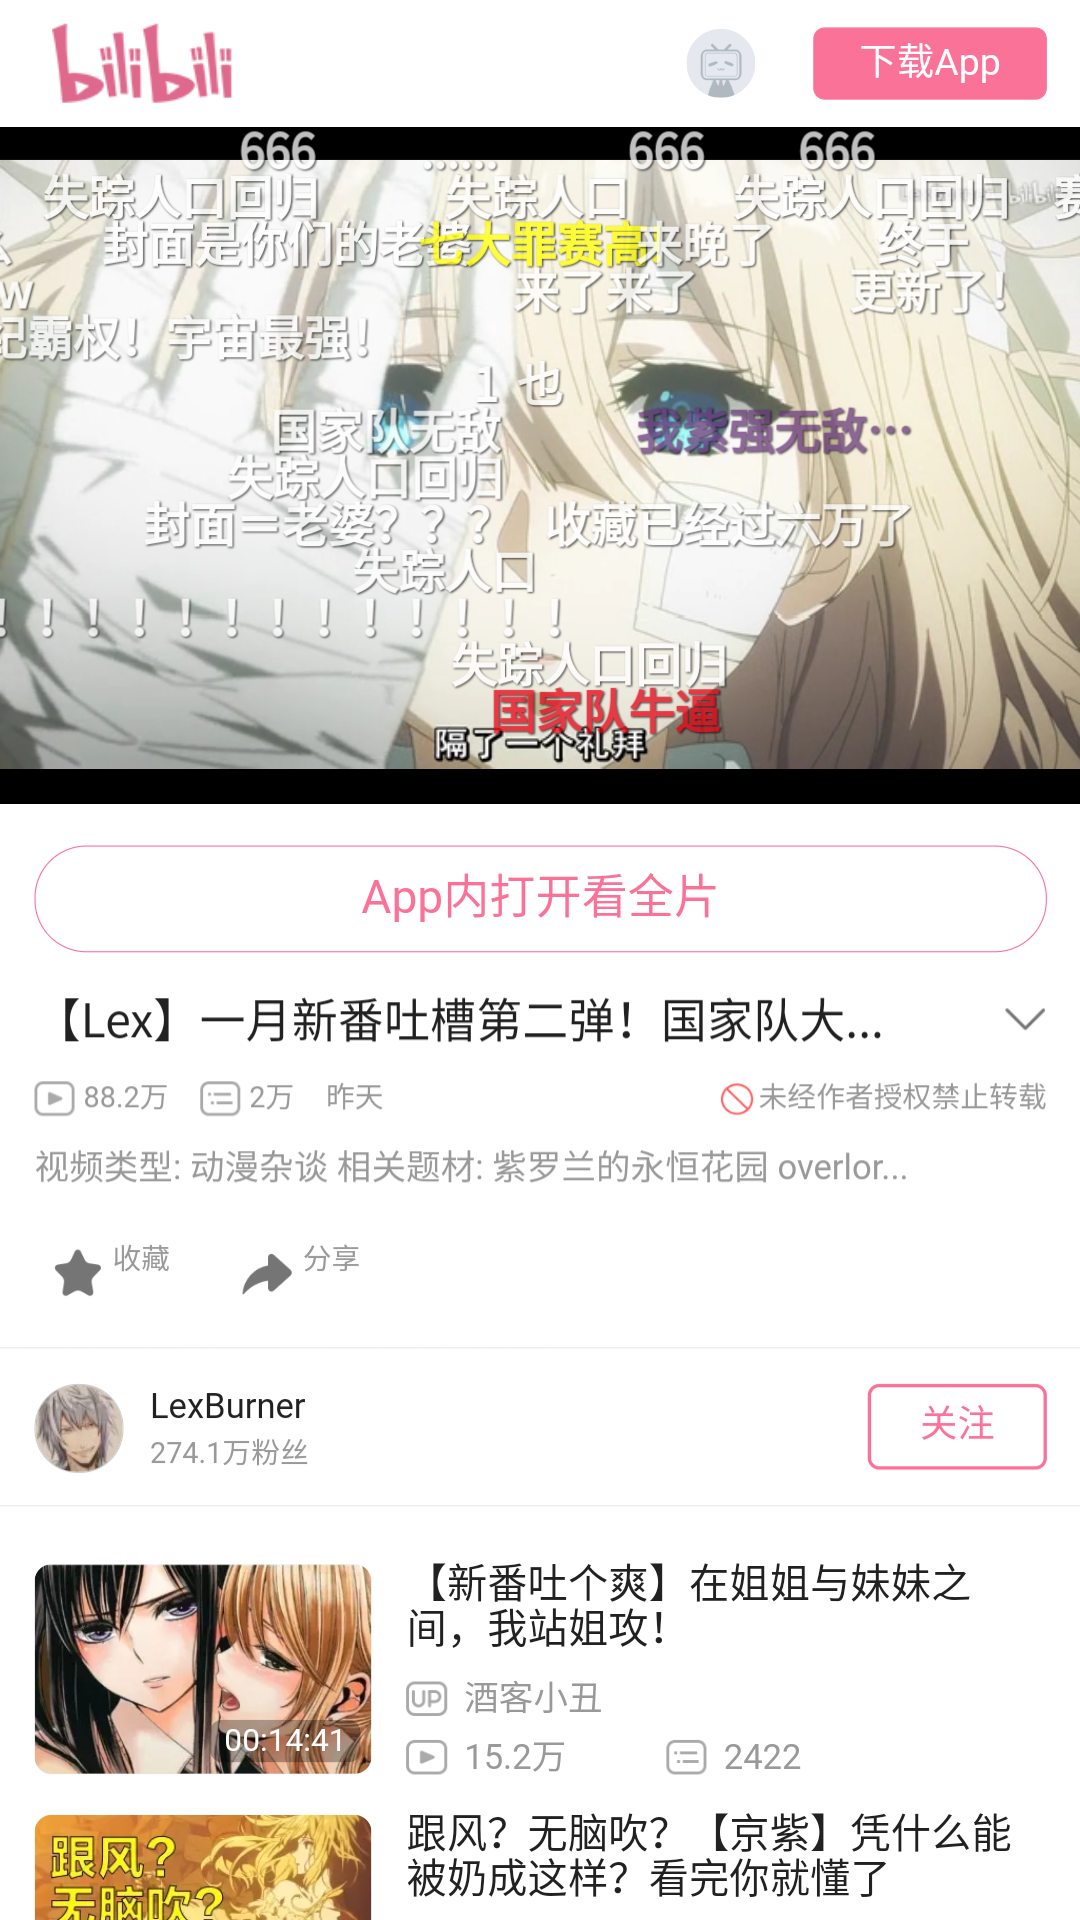 bilibili
下载App
666 ...... 666 666
失踪人口回归 失踪人口 失踪人口回归
封面是你们的老婆 七大罪赛高 来晚了 终于
w 来了来了 更新了！
纪霸权！宇宙最强！
1 也
国家队无敌 我紫强无敌…
失踪人口回归
封面＝老婆？？？ 收藏已经过六万了
失踪人口
！！！！！！！！！！！！！
失踪人口回归
国家队牛逼
隔了一个礼拜
App内打开看全片
【Lex】一月新番吐槽第二弹！国家队大...
88.2万 2万 昨天 未经作者授权禁止转载
视频类型: 动漫杂谈 相关题材: 紫罗兰的永恒花园 overlor...
收藏 分享
LexBurner
274.1万粉丝
关注
【新番吐个爽】在姐姐与妹妹之
间，我站姐攻！
UP 酒客小丑
00:14:41
15.2万 2422
跟风？无脑吹？【京紫】凭什么能
被奶成这样？看完你就懂了
跟风？
无脑吹？